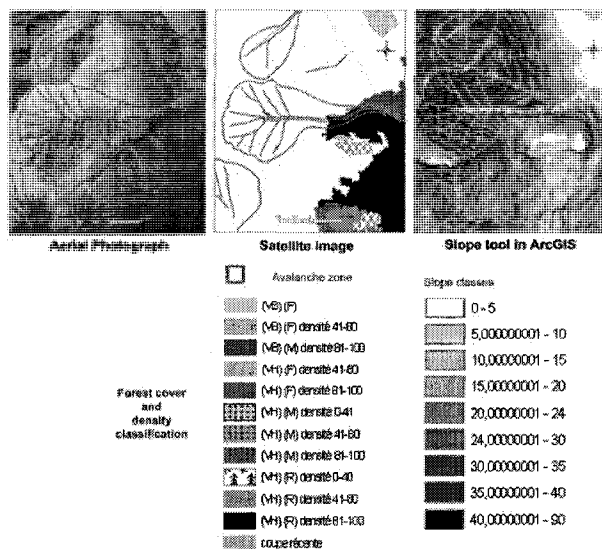 Aerial Photograph
Satellite Image
Slope tool in ArcGIS
Avalanche zone
Forest cover
and
density
classification
(VB) (F)
(VB) (F) densité 41-80
(VB) (M) densité 81-100
(VH) (F) densité 41-80
(VH) (F) densité 81-100
(VH) (M) densité 0-41
(VH) (M) densité 41-80
(VH) (M) densité 81-100
(VH) (R) densité 0-40
(VH) (R) densité 41-80
(VH) (R) densité 81-100
coupe récente
Slope classes
0 - 5
5,000000001 - 10
10,00000001 - 15
15,00000001 - 20
20,00000001 - 24
24,00000001 - 30
30,00000001 - 35
35,00000001 - 40
40,00000001 - 90